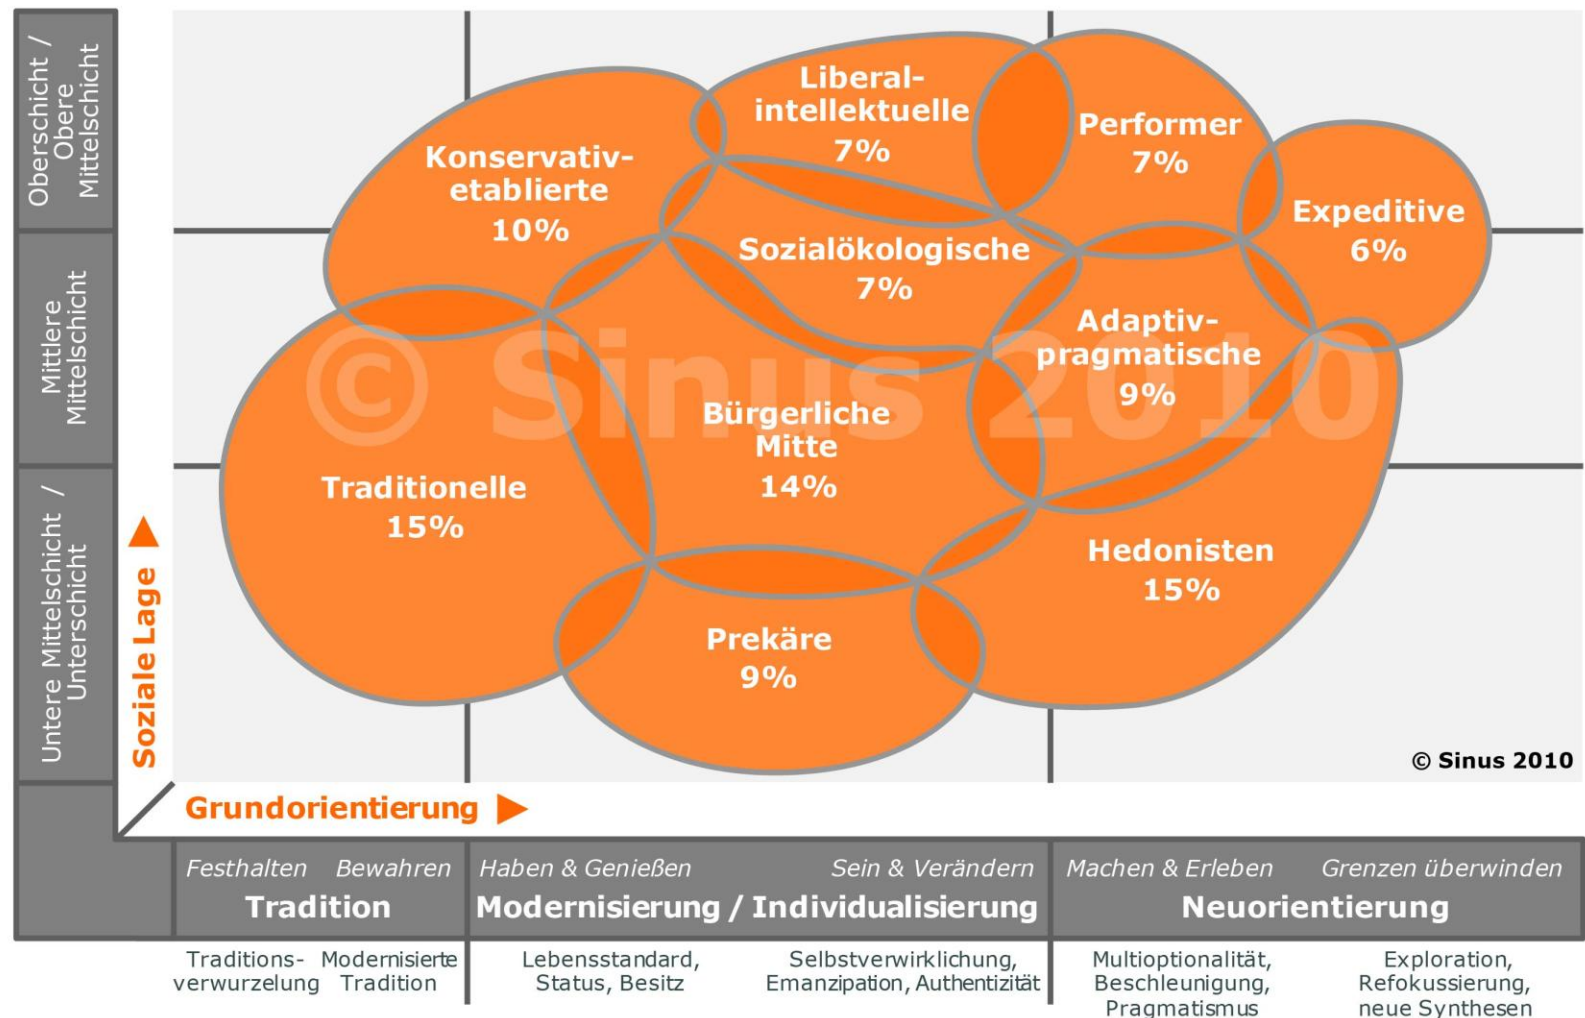 Oberschicht /
Obere
Mittelschicht
Mittlere
Mittelschicht
Untere Mittelschicht /
Unterschicht
Soziale Lage ▶
Liberal-
intellektuelle
7%
Performer
7%
Konservativ-
etablierte
10%
Expeditive
6%
Sozialökologische
7%
Adaptiv-
pragmatische
9%
© Sinus 2010
Bürgerliche
Mitte
14%
Traditionelle
15%
Hedonisten
15%
Prekäre
9%
© Sinus 2010
Grundorientierung ▶
Festhalten Bewahren
Tradition
Haben & Genießen Sein & Verändern
Modernisierung / Individualisierung
Machen & Erleben Grenzen überwinden
Neuorientierung
Traditions-
verwurzelung
Modernisierte
Tradition
Lebensstandard,
Status, Besitz
Selbstverwirklichung,
Emanzipation, Authentizität
Multioptionalität,
Beschleunigung,
Pragmatismus
Exploration,
Refokussierung,
neue Synthesen